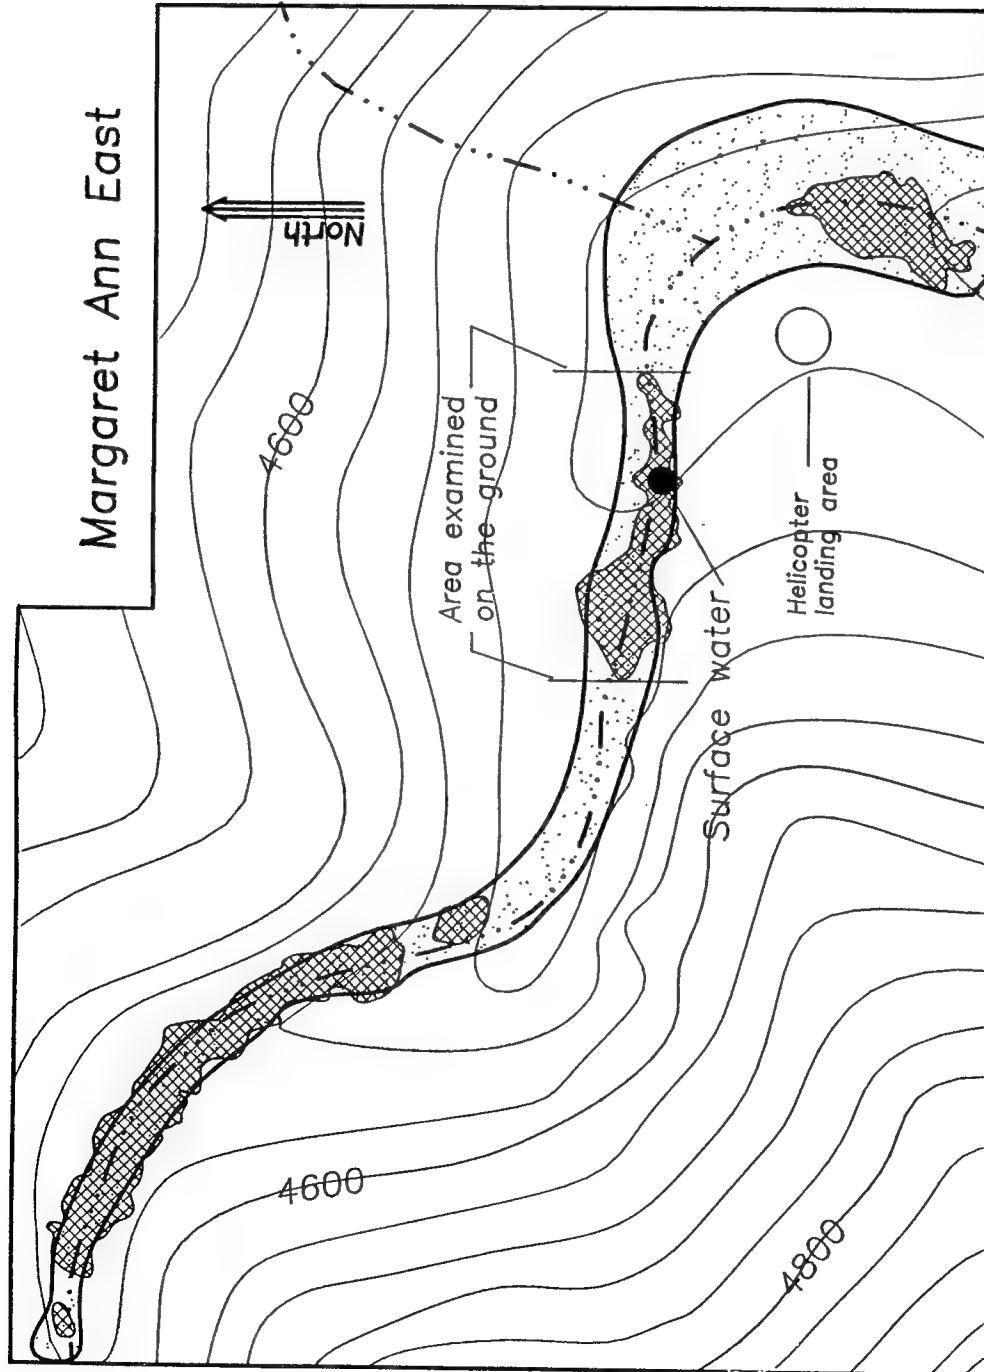 Margaret Ann East
North
4600
Area examined
on the ground
Helicopter
landing area
Surface water
4600
4800